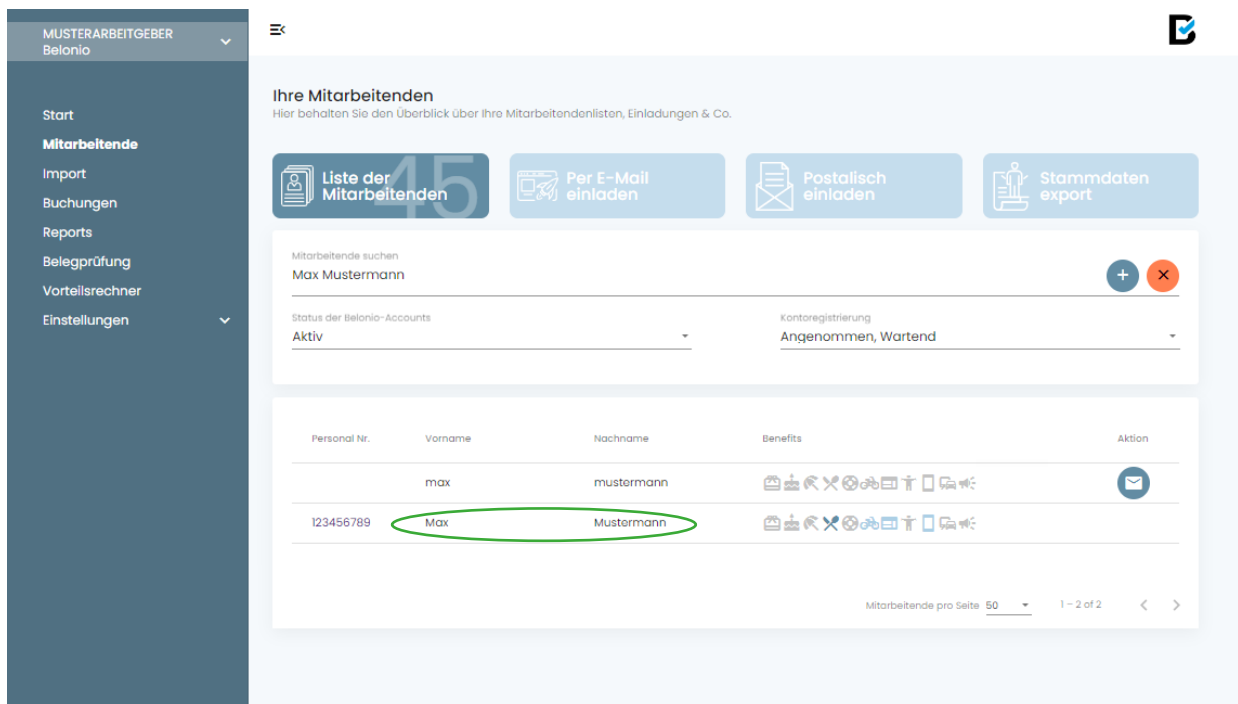 MUSTERARBEITGEBER
Belonio
Start
Mitarbeitende
Import
Buchungen
Reports
Belegprüfung
Vorteilsrechner
Einstellungen
Ihre Mitarbeitenden
Hier behalten Sie den Überblick über Ihre Mitarbeitendenlisten, Einladungen & Co.
45
Liste der
Mitarbeitenden
Per E-Mail
einladen
Postalisch
einladen
Stammdaten
export
Mitarbeitende suchen
Max Mustermann
Status der Belonio-Accounts
Aktiv
Kontoregistrierung
Angenommen, Wartend
Personal Nr. Vorname Nachname Benefits Aktion
max mustermann
123456789 Max Mustermann
Mitarbeitende pro Seite 50 1 – 2 of 2